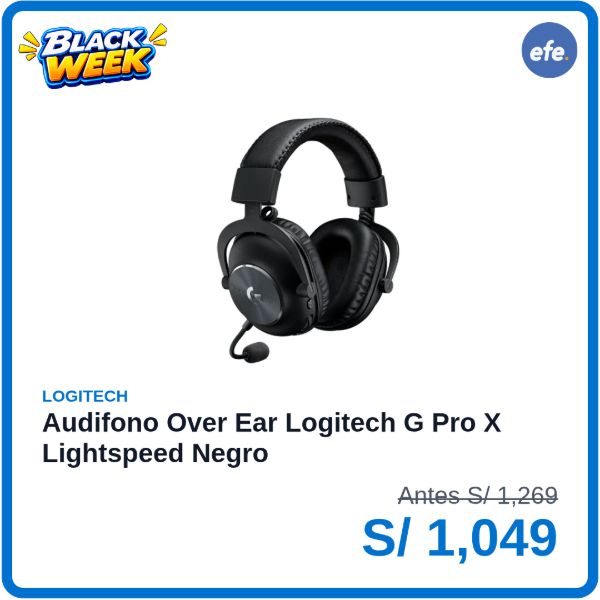 BLACK
WEEK
efe.
LOGITECH
Audifono Over Ear Logitech G Pro X
Lightspeed Negro
Antes S/ 1,269
S/ 1,049